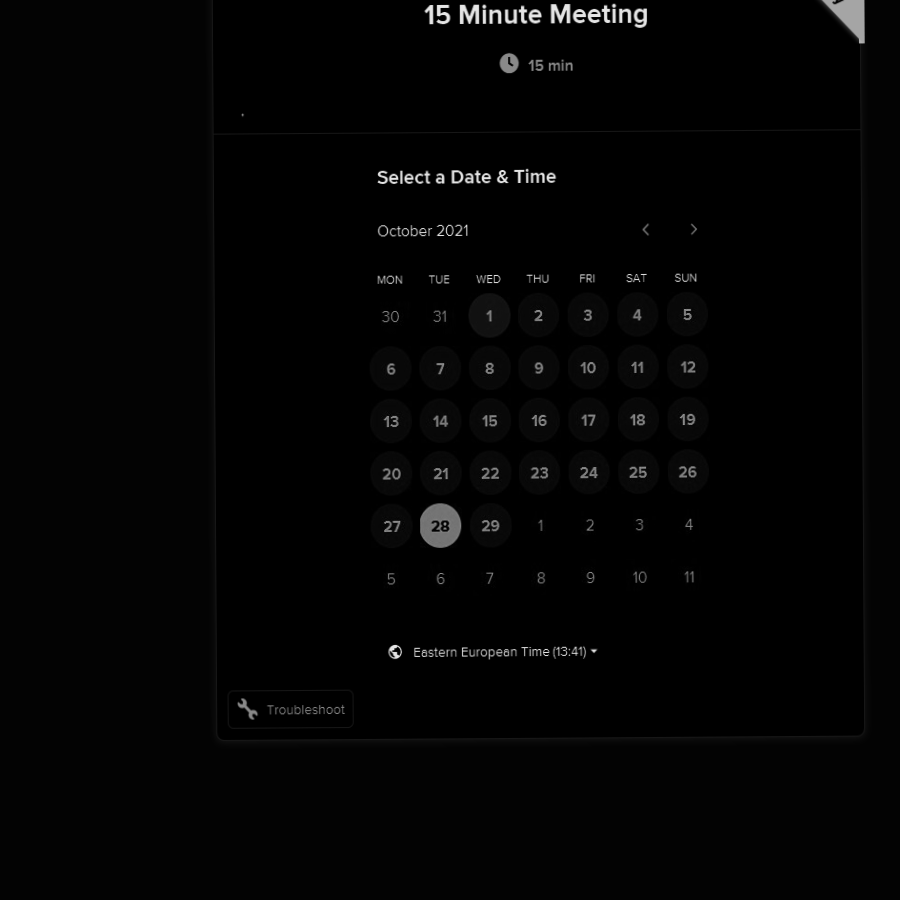 15 Minute Meeting
15 min
.
Select a Date & Time
October 2021
MON TUE WED THU FRI SAT SUN
30 31 1 2 3 4 5
6 7 8 9 10 11 12
13 14 15 16 17 18 19
20 21 22 23 24 25 26
27 28 29 1 2 3 4
5 6 7 8 9 10 11
Eastern European Time (13:41)
Troubleshoot